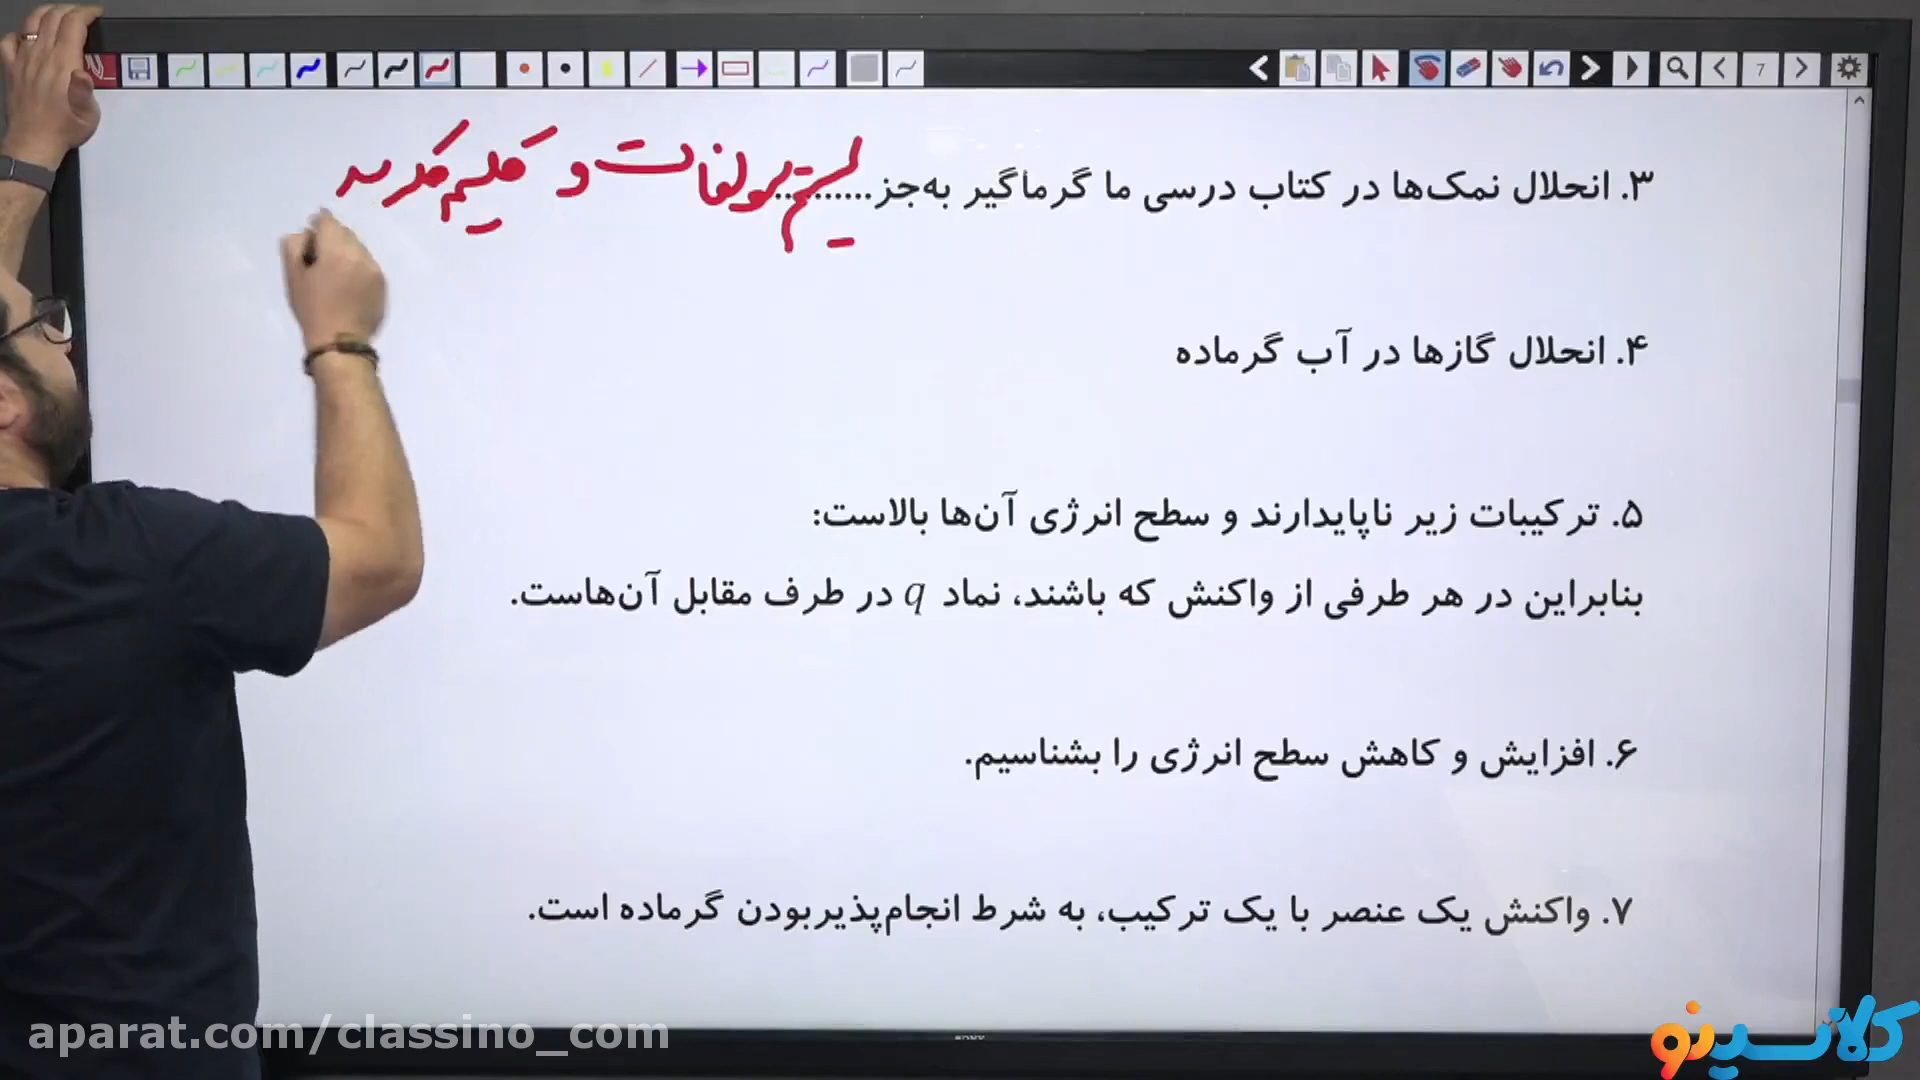 7
۳. انحلال نمک‌ها در کتاب درسی ما گرماگیر به‌جز........... لیتیم سولفات و کلسیم کلرید
۴. انحلال گازها در آب گرماده
۵. ترکیبات زیر ناپایدارند و سطح انرژی آن‌ها بالاست:
بنابراین در هر طرفی از واکنش که باشند، نماد q در طرف مقابل آن‌هاست.
۶. افزایش و کاهش سطح انرژی را بشناسیم.
۷. واکنش یک عنصر با یک ترکیب، به شرط انجام‌پذیربودن گرماده است.
aparat.com/classino_com
کلاسینو
SONY